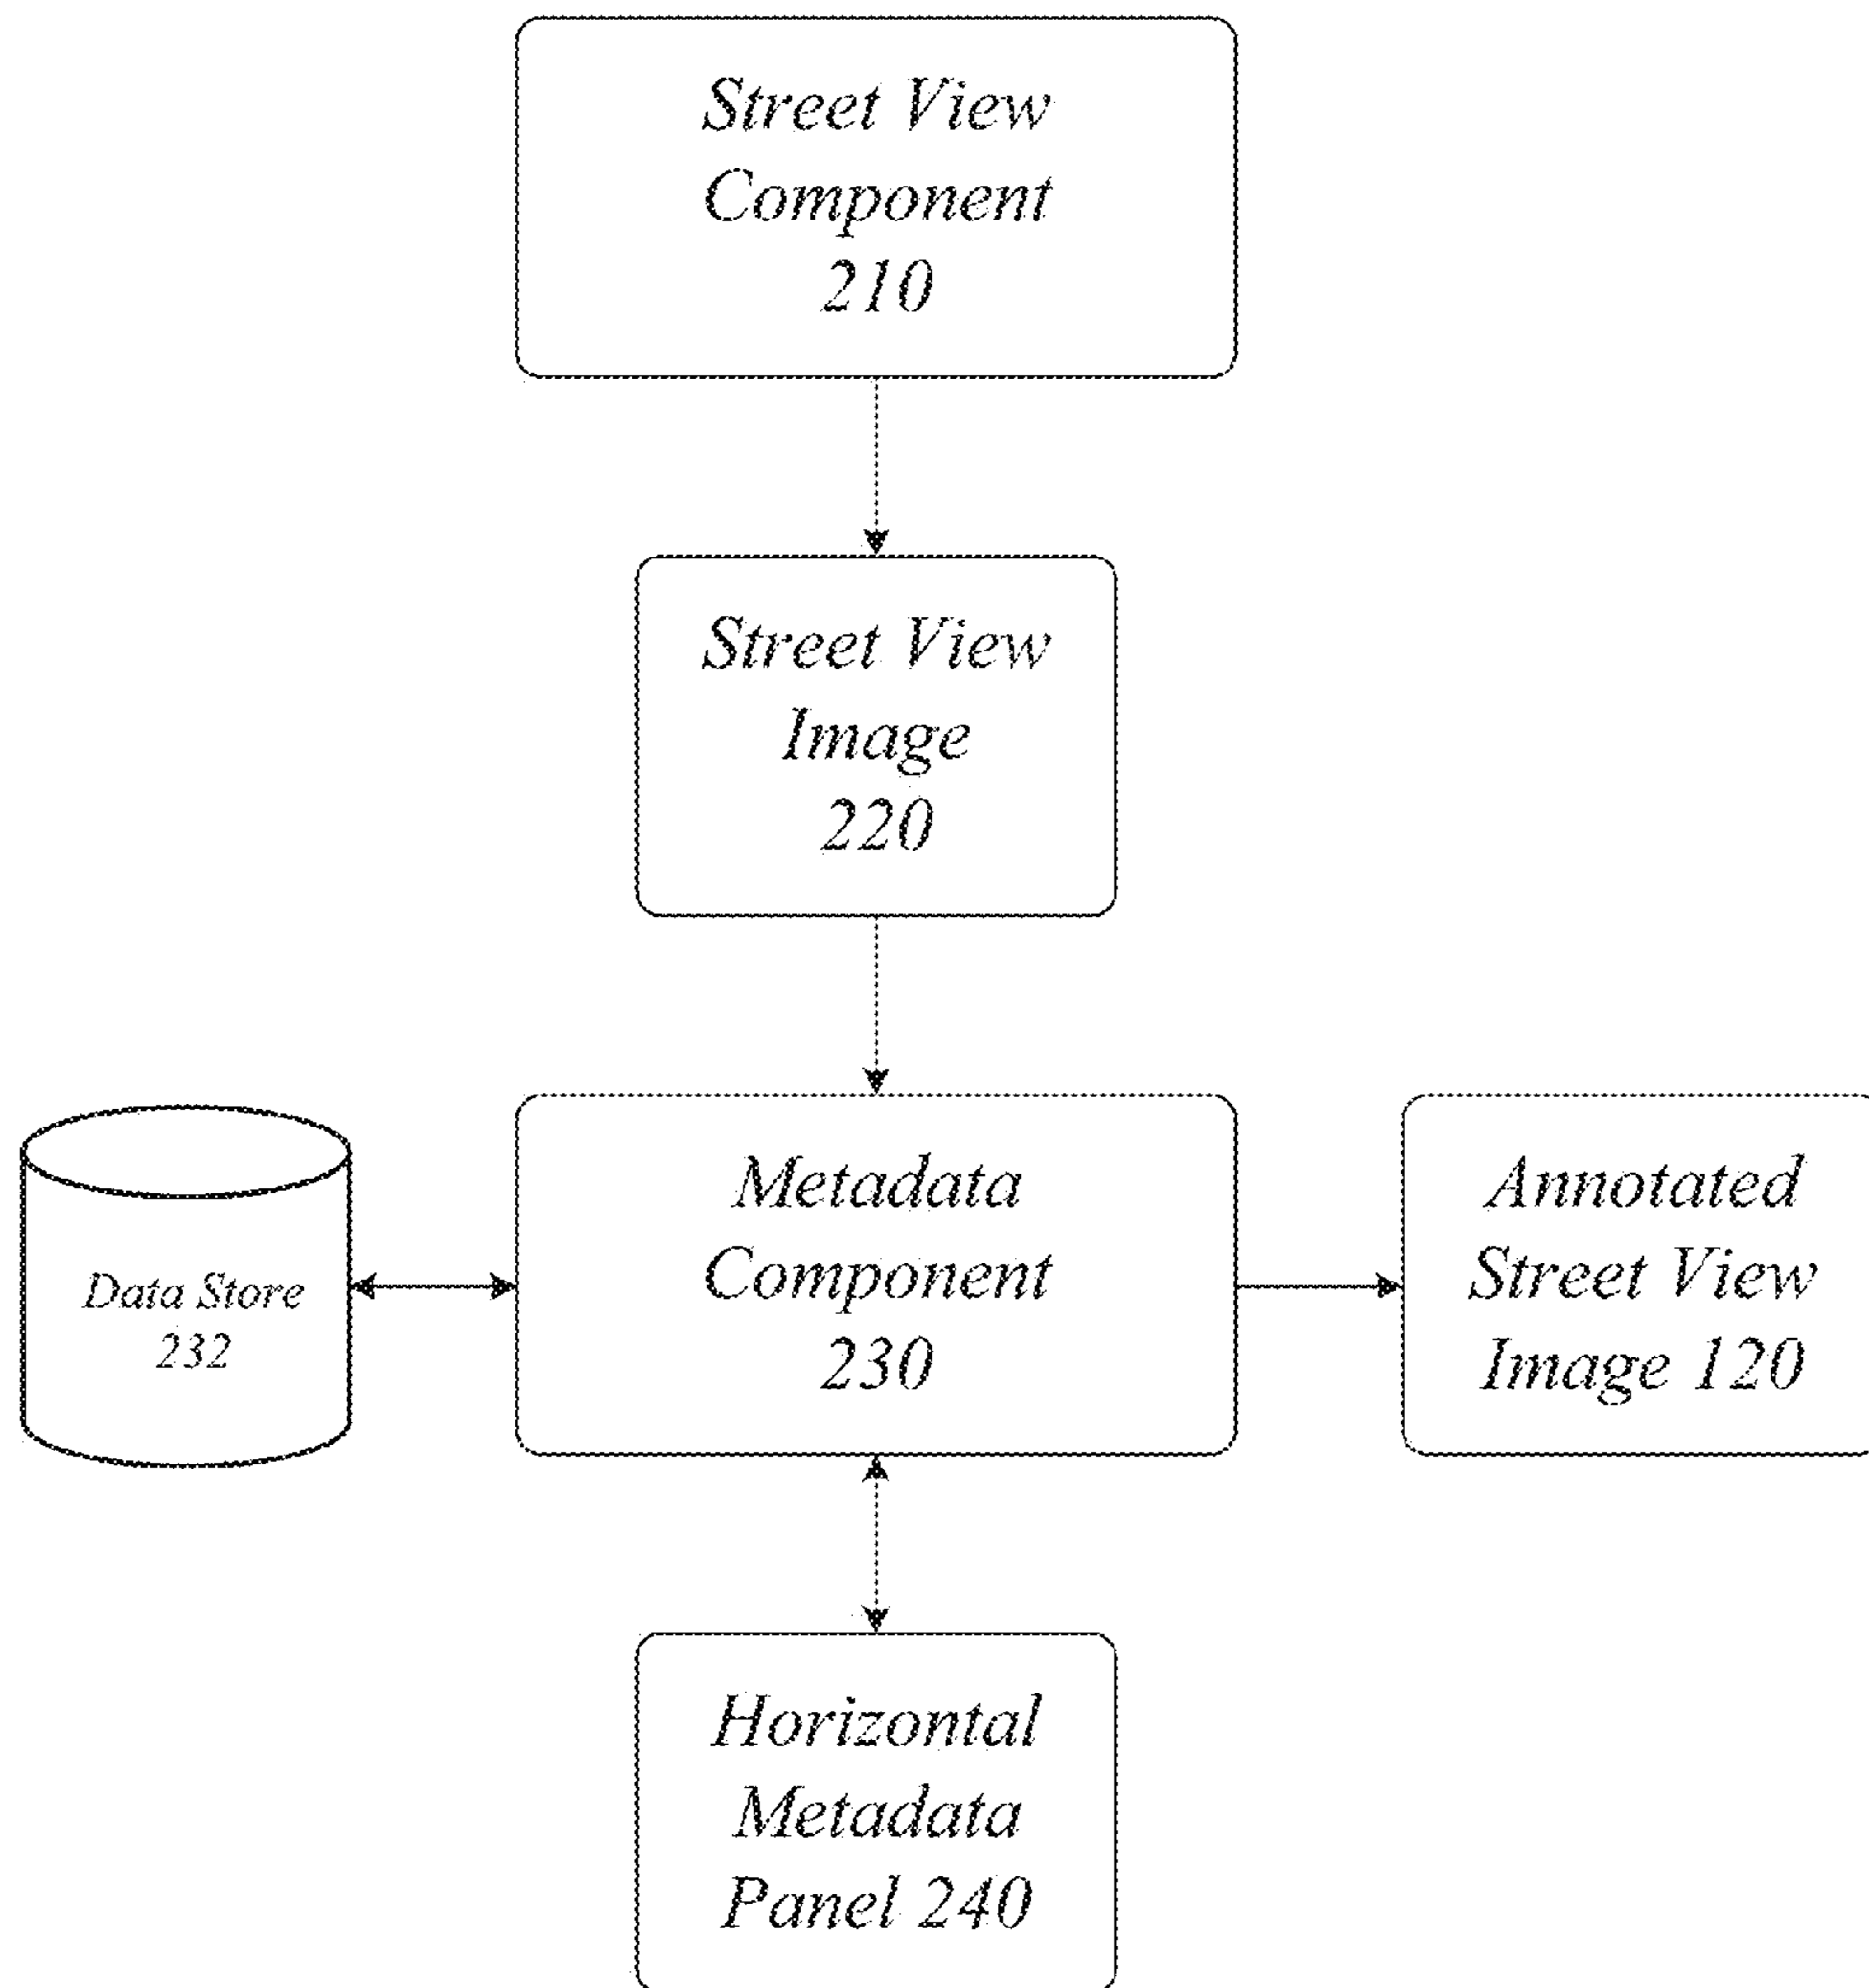 Street View
Component
210
Street View
Image
220
Data Store
232
Metadata
Component
230
Annotated
Street View
Image 120
Horizontal
Metadata
Panel 240